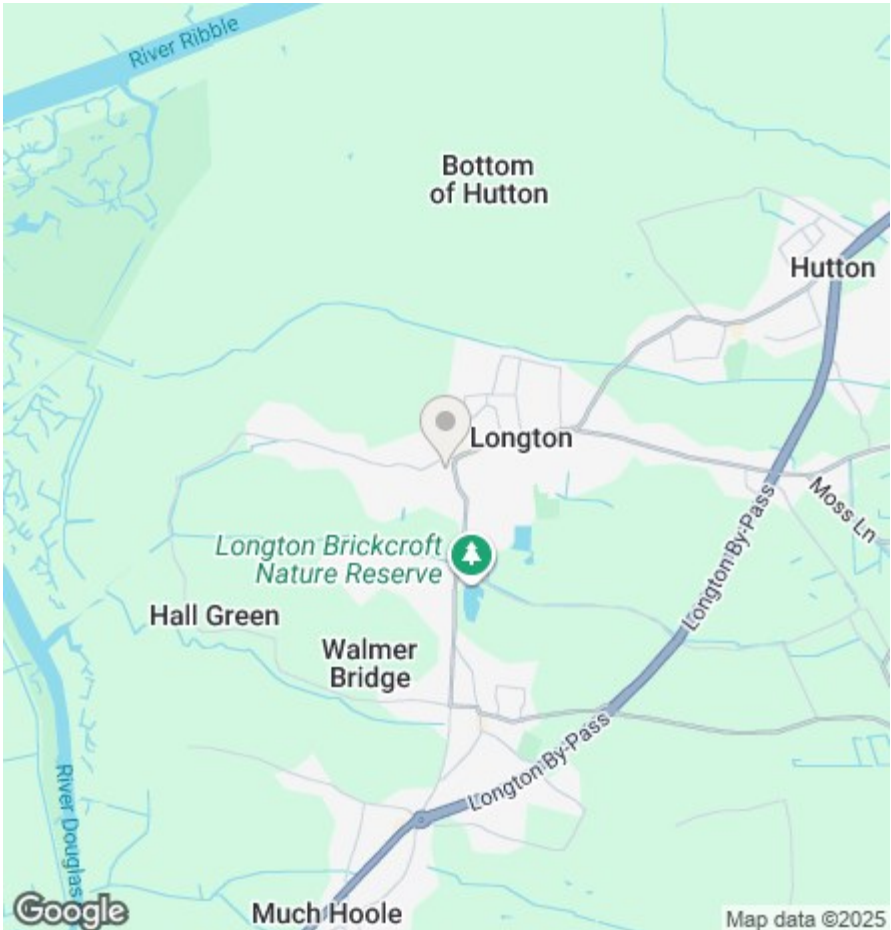 River Ribble
Bottom
of Hutton
Hutton
Longton
Moss Ln
Longton Brickcroft
Nature Reserve
Longton By-Pass
Hall Green
Walmer
Bridge
Longton By-Pass
River Douglas
Much Hoole
Google
Map data ©2025